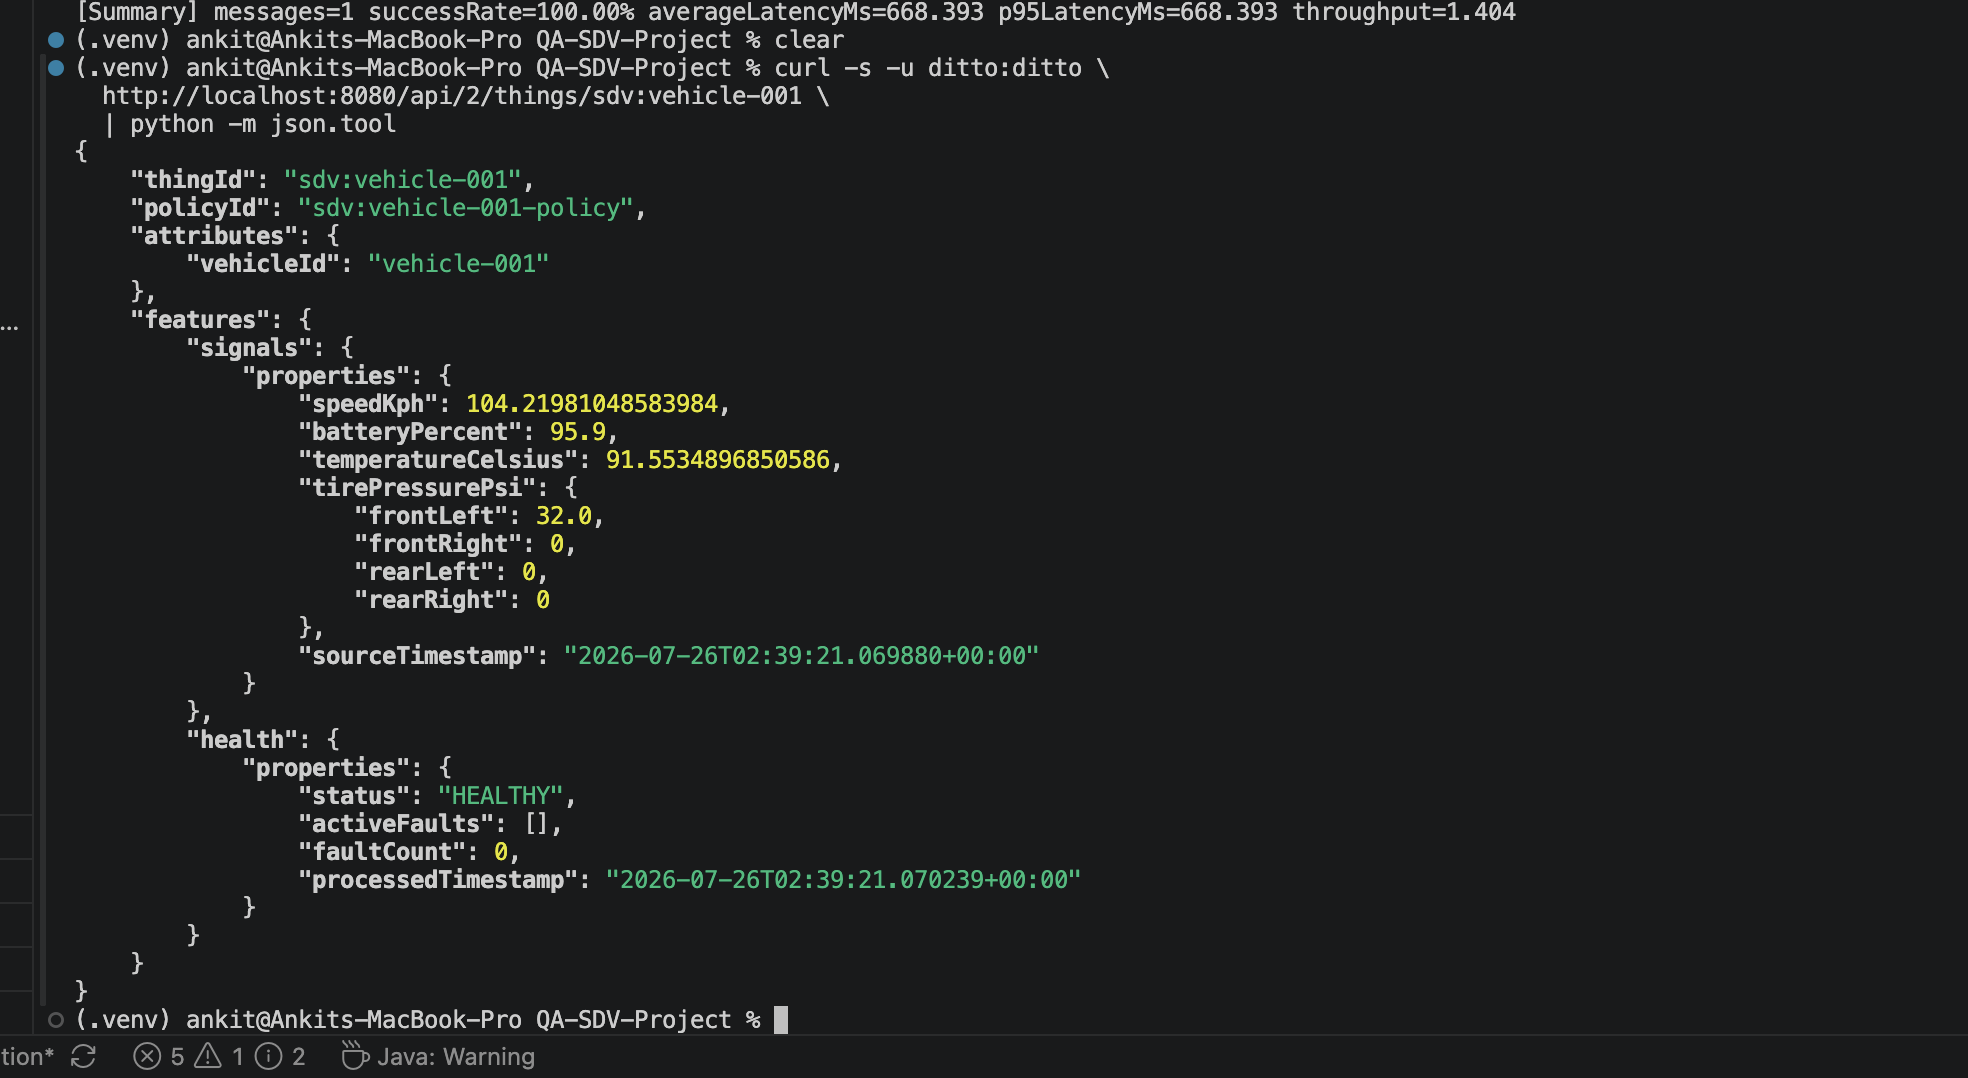 [Summary] messages=1 successRate=100.00% averageLatencyMs=668.393 p95LatencyMs=668.393 throughput=1.404
(.venv) ankit@Ankits-MacBook-Pro QA-SDV-Project % clear
(.venv) ankit@Ankits-MacBook-Pro QA-SDV-Project % curl -s -u ditto:ditto \
  http://localhost:8080/api/2/things/sdv:vehicle-001 \
  | python -m json.tool
{
    "thingId": "sdv:vehicle-001",
    "policyId": "sdv:vehicle-001-policy",
    "attributes": {
        "vehicleId": "vehicle-001"
    },
...
    "features": {
        "signals": {
            "properties": {
                "speedKph": 104.21981048583984,
                "batteryPercent": 95.9,
                "temperatureCelsius": 91.5534896850586,
                "tirePressurePsi": {
                    "frontLeft": 32.0,
                    "frontRight": 0,
                    "rearLeft": 0,
                    "rearRight": 0
                },
                "sourceTimestamp": "2026-07-26T02:39:21.069880+00:00"
            }
        },
        "health": {
            "properties": {
                "status": "HEALTHY",
                "activeFaults": [],
                "faultCount": 0,
                "processedTimestamp": "2026-07-26T02:39:21.070239+00:00"
            }
        }
    }
}
(.venv) ankit@Ankits-MacBook-Pro QA-SDV-Project %
tion* 5 1 2 Java: Warning